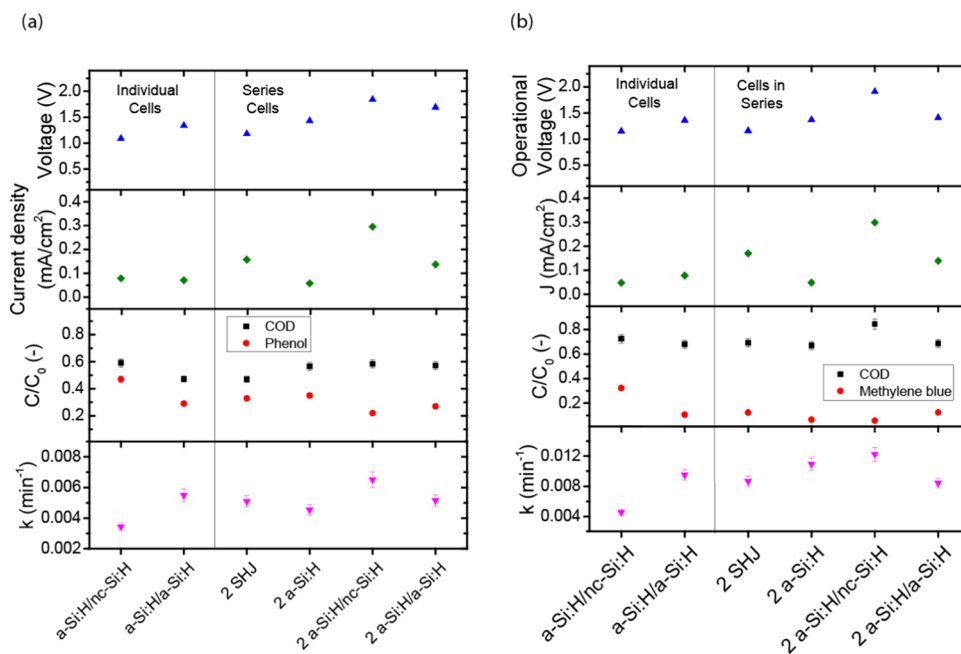 (a)
Individual Cells
Series Cells
Voltage (V)
2.0
1.5
1.0
0.5
Current density (mA/cm²)
0.4
0.3
0.2
0.1
0.0
COD
Phenol
C/C₀ (-)
0.8
0.6
0.4
0.2
k (min⁻¹)
0.008
0.006
0.004
0.002
a-Si:H/nc-Si:H
a-Si:H/a-Si:H
2 SHJ
2 a-Si:H
2 a-Si:H/nc-Si:H
2 a-Si:H/a-Si:H
(b)
Individual Cells
Cells in Series
Operational Voltage (V)
2.0
1.5
1.0
0.5
J (mA/cm²)
0.4
0.3
0.2
0.1
0.0
COD
Methylene blue
C/C₀ (-)
0.8
0.6
0.4
0.2
k (min⁻¹)
0.012
0.008
0.004
a-Si:H/nc-Si:H
a-Si:H/a-Si:H
2 SHJ
2 a-Si:H
2 a-Si:H/nc-Si:H
2 a-Si:H/a-Si:H